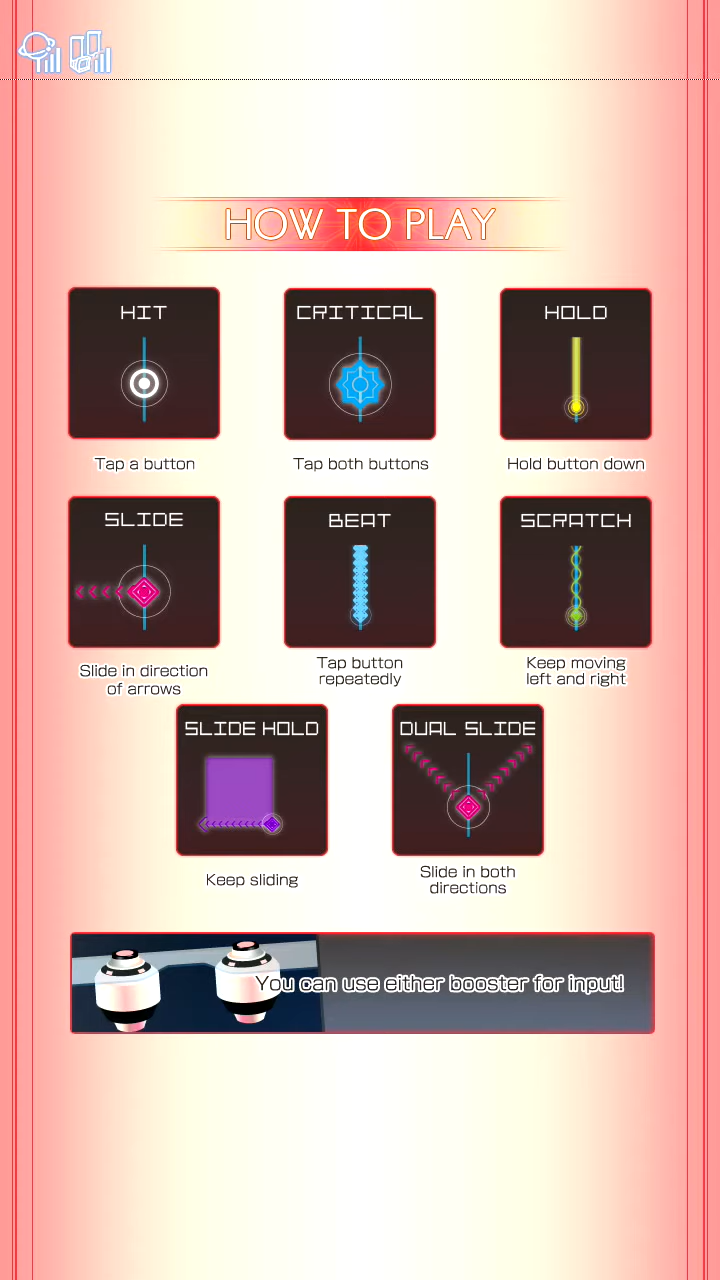 HOW TO PLAY
HIT
CRITICAL
HOLD
Tap a button
Tap both buttons
Hold button down
SLIDE
BEAT
SCRATCH
Slide in direction
of arrows
Tap button
repeatedly
Keep moving
left and right
SLIDE HOLD
DUAL SLIDE
Keep sliding
Slide in both
directions
You can use either booster for input!